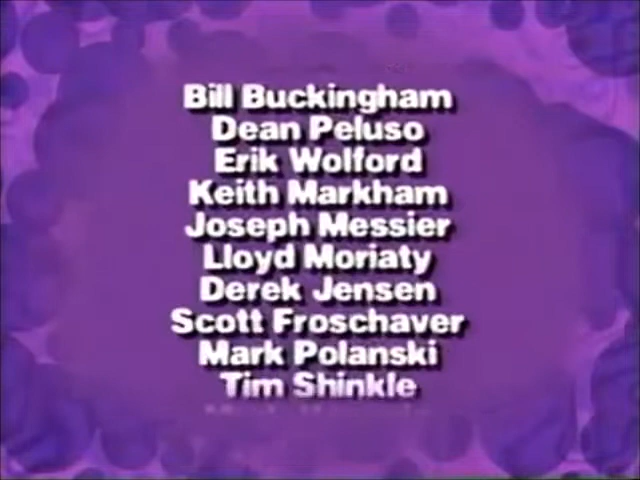 Bill Buckingham
Dean Peluso
Erik Wolford
Keith Markham
Joseph Messier
Lloyd Moriaty
Derek Jensen
Scott Froschaver
Mark Polanski
Tim Shinkle